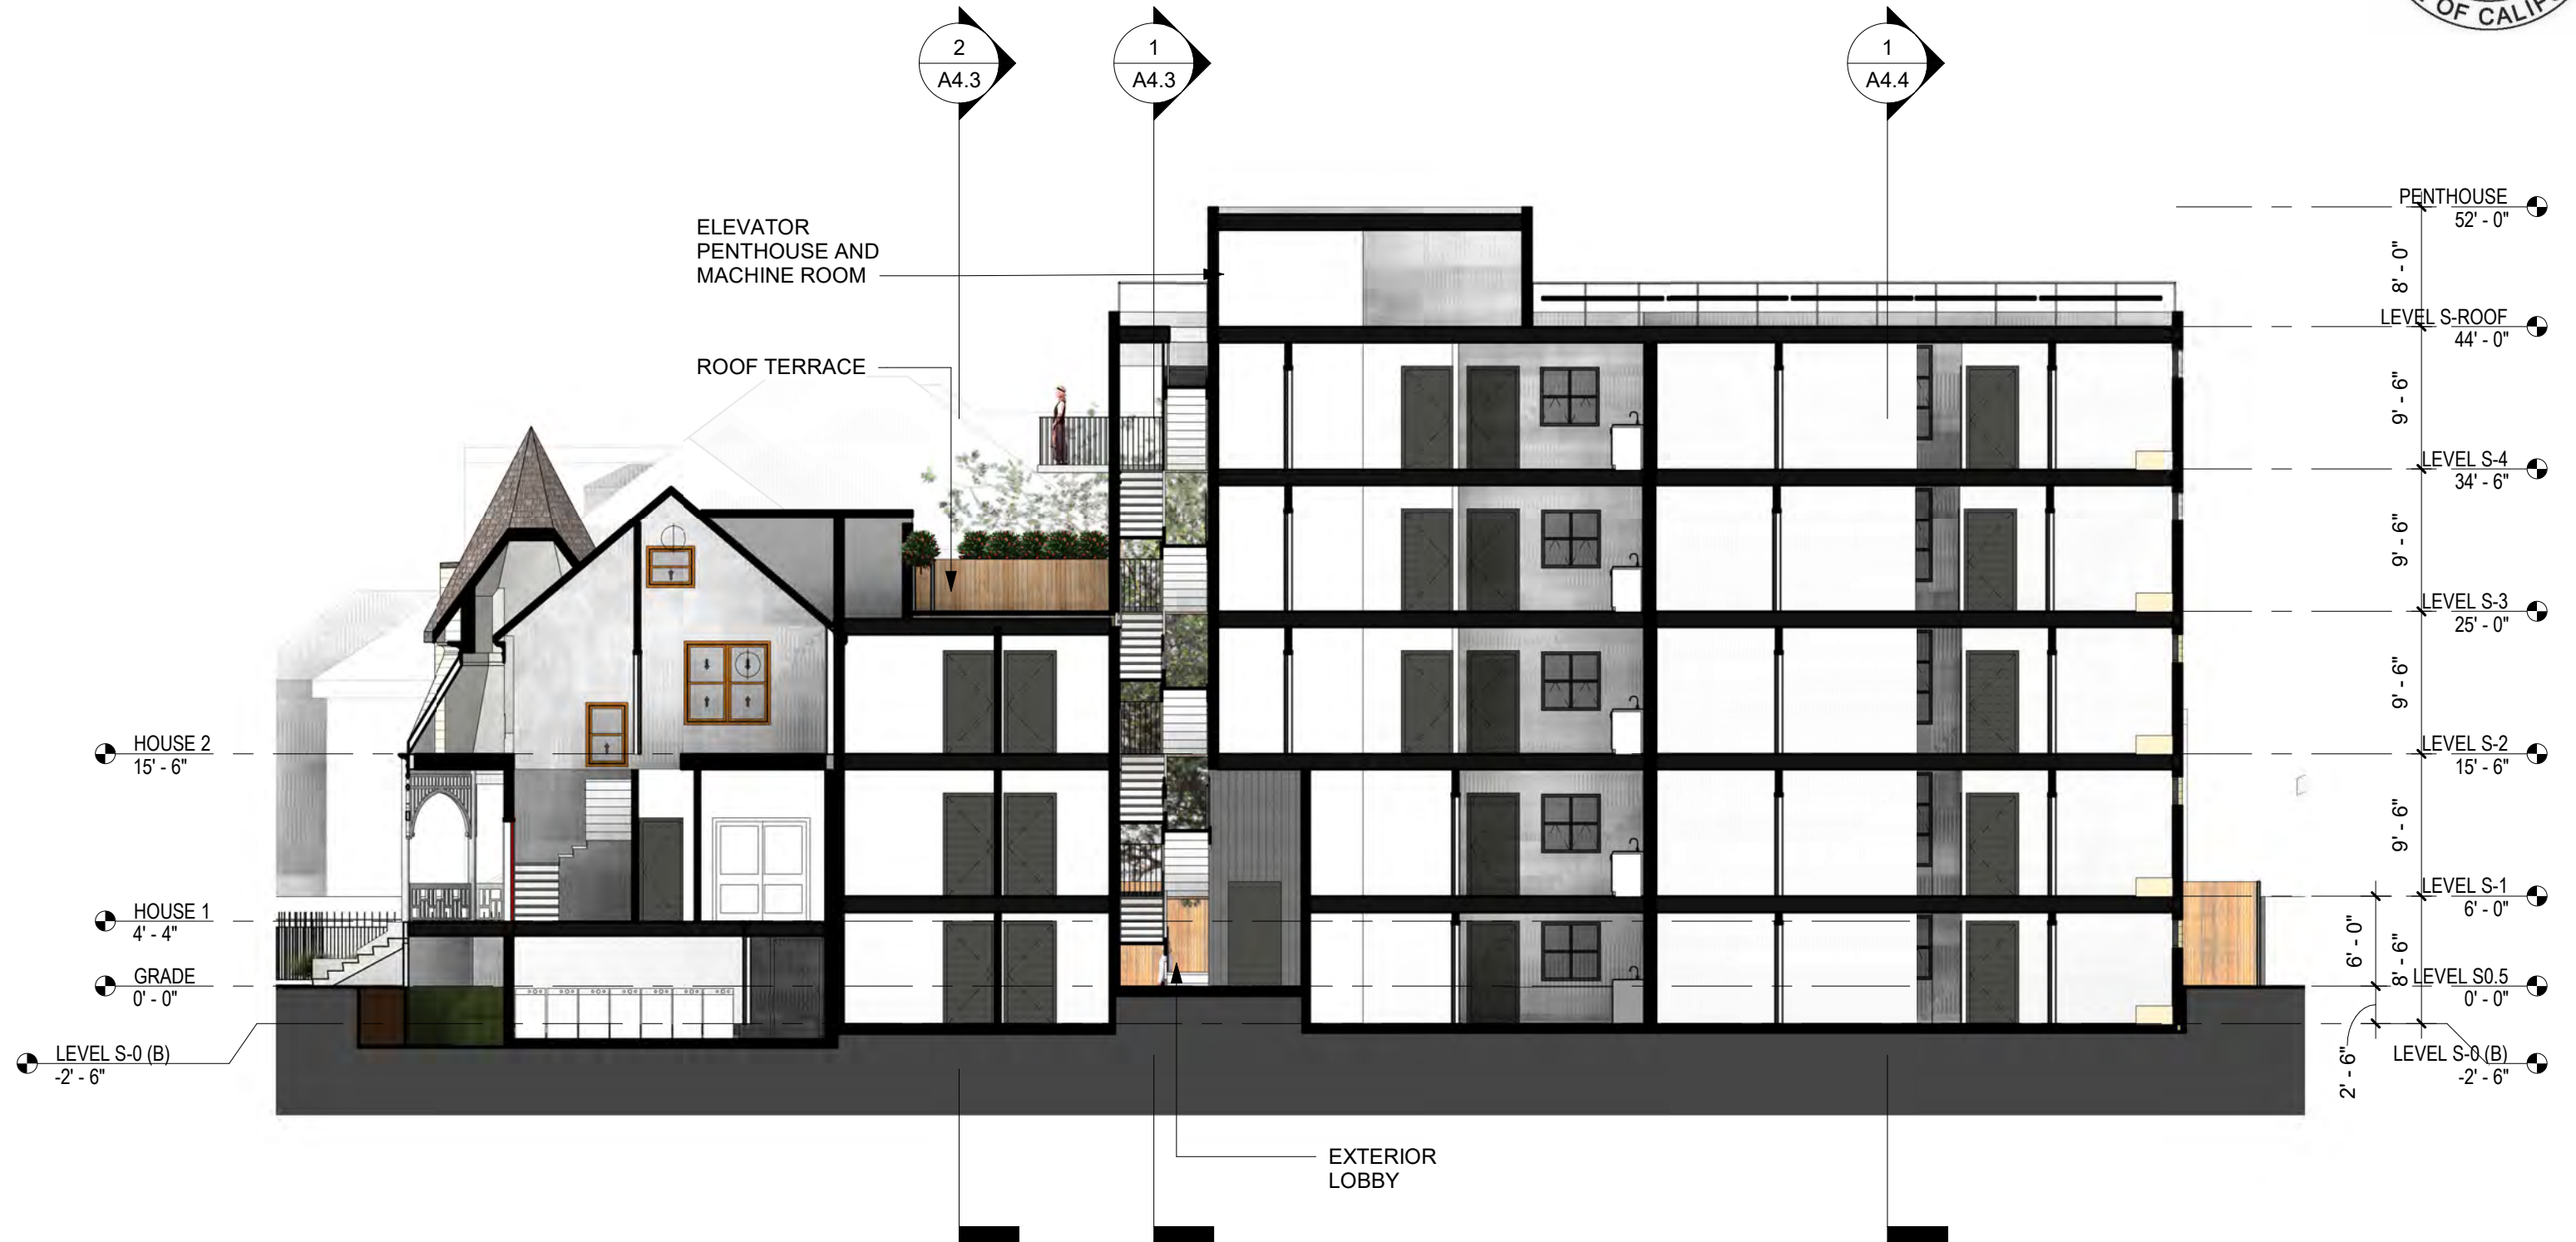 OF CALIF
2
A4.3
1
A4.3
1
A4.4
ELEVATOR
PENTHOUSE AND
MACHINE ROOM
ROOF TERRACE
PENTHOUSE
52' - 0"
8' - 0"
LEVEL S-ROOF
44' - 0"
9' - 6"
LEVEL S-4
34' - 6"
9' - 6"
LEVEL S-3
25' - 0"
9' - 6"
LEVEL S-2
15' - 6"
9' - 6"
LEVEL S-1
6' - 0"
6' - 0"
8' - 6"
LEVEL S0.5
0' - 0"
2' - 6"
LEVEL S-0 (B)
-2' - 6"
HOUSE 2
15' - 6"
HOUSE 1
4' - 4"
GRADE
0' - 0"
LEVEL S-0 (B)
-2' - 6"
EXTERIOR
LOBBY